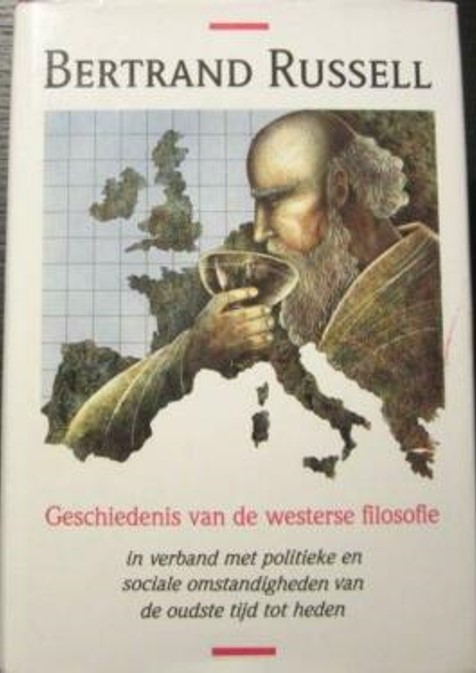 BERTRAND RUSSELL
Geschiedenis van de westerse filosofie
in verband met politieke en
sociale omstandigheden van
de oudste tijd tot heden